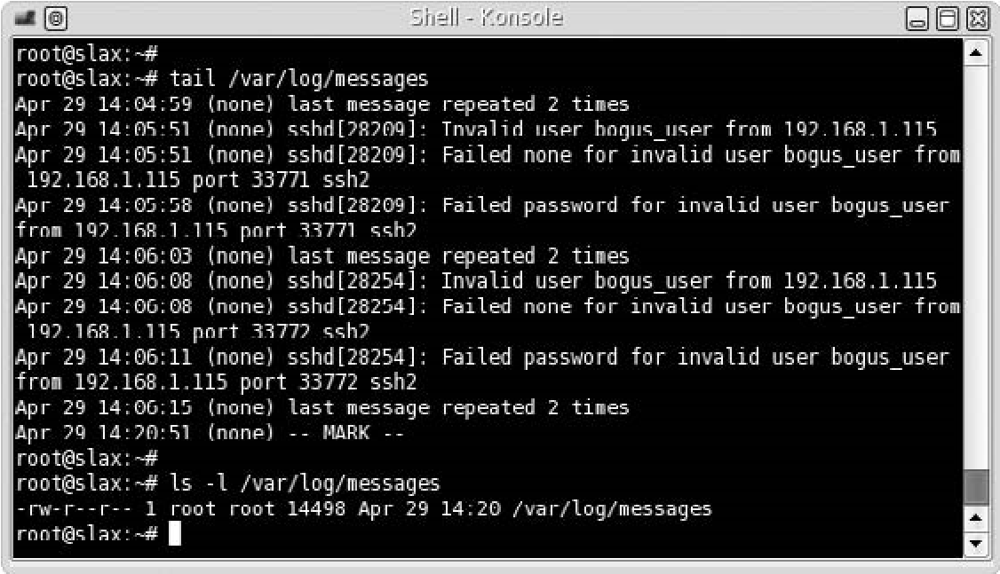 Shell - Konsole
root@slax:~#
root@slax:~# tail /var/log/messages
Apr 29 14:04:59 (none) last message repeated 2 times
Apr 29 14:05:51 (none) sshd[28209]: Invalid user bogus_user from 192.168.1.115
Apr 29 14:05:51 (none) sshd[28209]: Failed none for invalid user bogus_user from
192.168.1.115 port 33771 ssh2
Apr 29 14:05:58 (none) sshd[28209]: Failed password for invalid user bogus_user
from 192.168.1.115 port 33771 ssh2
Apr 29 14:06:03 (none) last message repeated 2 times
Apr 29 14:06:08 (none) sshd[28254]: Invalid user bogus_user from 192.168.1.115
Apr 29 14:06:08 (none) sshd[28254]: Failed none for invalid user bogus_user from
192.168.1.115 port 33772 ssh2
Apr 29 14:06:11 (none) sshd[28254]: Failed password for invalid user bogus_user
from 192.168.1.115 port 33772 ssh2
Apr 29 14:06:15 (none) last message repeated 2 times
Apr 29 14:20:51 (none) -- MARK --
root@slax:~#
root@slax:~# ls -l /var/log/messages
-rw-r--r-- 1 root root 14498 Apr 29 14:20 /var/log/messages
root@slax:~#